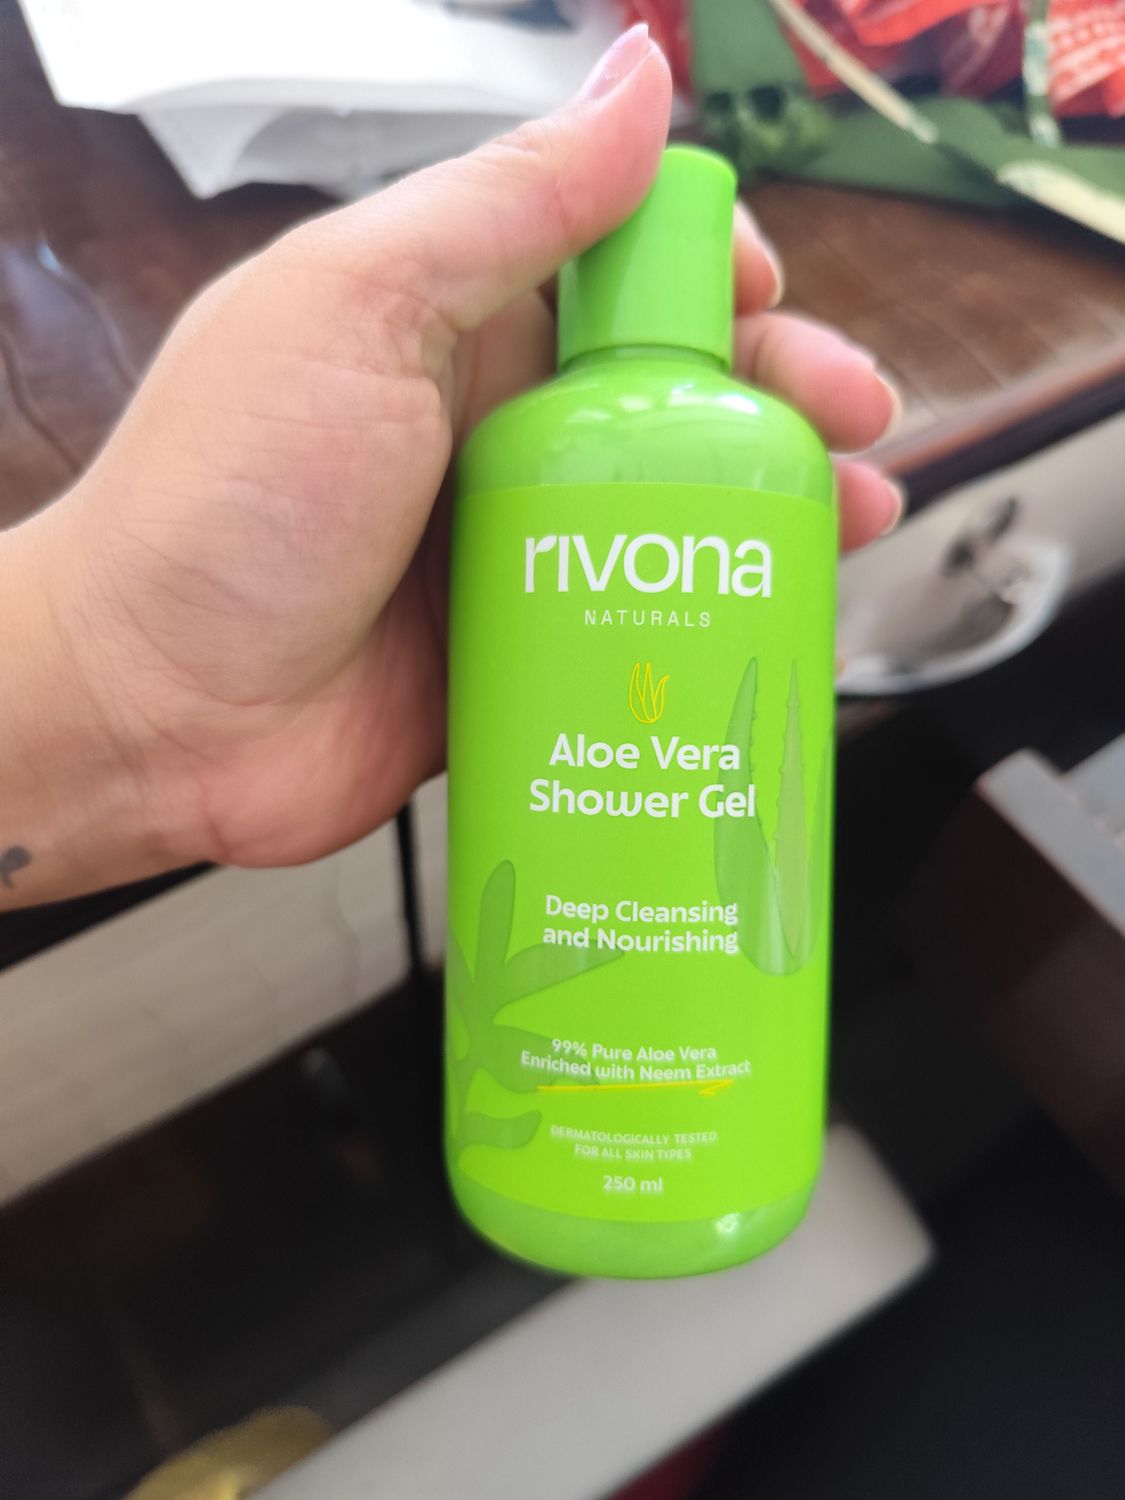 rivona
NATURALS
Aloe Vera
Shower Gel
Deep Cleansing
and Nourishing
99% Pure Aloe Vera
Enriched with Neem Extract
DERMATOLOGICALLY TESTED
FOR ALL SKIN TYPES
250 ml